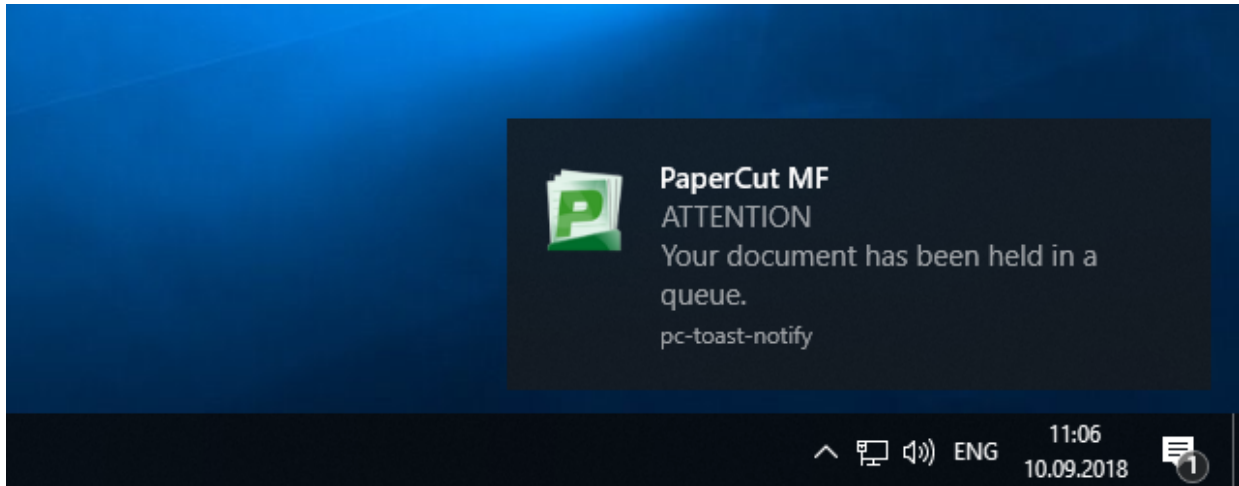 PaperCut MF
ATTENTION
Your document has been held in a
queue.
pc-toast-notify
P
ENG
11:06
10.09.2018
1